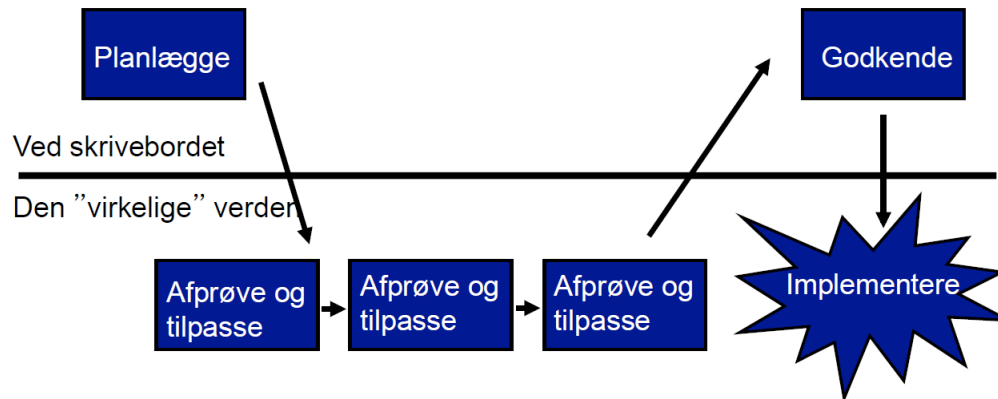 Planlægge
Godkende
Ved skrivebordet
Den ”virkelige” verden
Afprøve og
tilpasse
Afprøve og
tilpasse
Afprøve og
tilpasse
Implementere